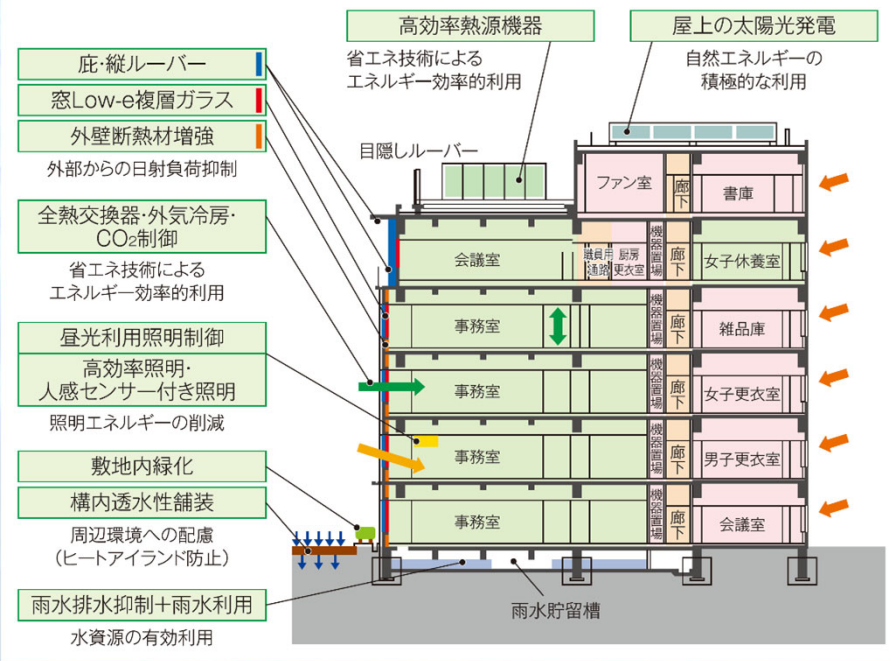 高効率熱源機器
省エネ技術による
エネルギー効率的利用
屋上の太陽光発電
自然エネルギーの
積極的な利用
庇・縦ルーバー
窓Low-e複層ガラス
外壁断熱材増強
外部からの日射負荷抑制
全熱交換器・外気冷房・
CO₂制御
省エネ技術による
エネルギー効率的利用
昼光利用照明制御
高効率照明・
人感センサー付き照明
照明エネルギーの削減
敷地内緑化
構内透水性舗装
周辺環境への配慮
(ヒートアイランド防止)
雨水排水抑制+雨水利用
水資源の有効利用
目隠しルーバー
ファン室
廊下
書庫
会議室
職員用
通路
厨房
更衣室
機器置場
廊下
女子休養室
事務室
機器置場
廊下
雑品庫
事務室
機器置場
廊下
女子更衣室
事務室
機器置場
廊下
男子更衣室
事務室
機器置場
廊下
会議室
雨水貯留槽